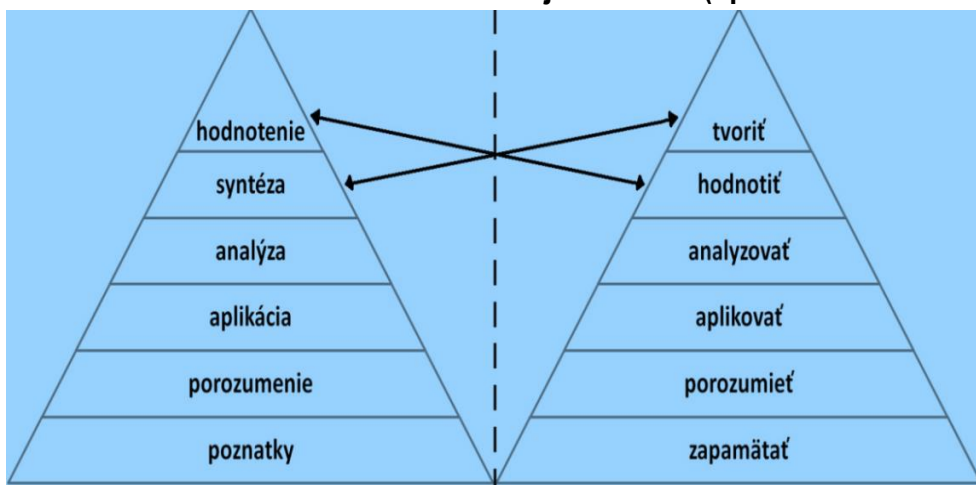 hodnotenie
syntéza
analýza
aplikácia
porozumenie
poznatky
tvoriť
hodnotiť
analyzovať
aplikovať
porozumieť
zapamätať